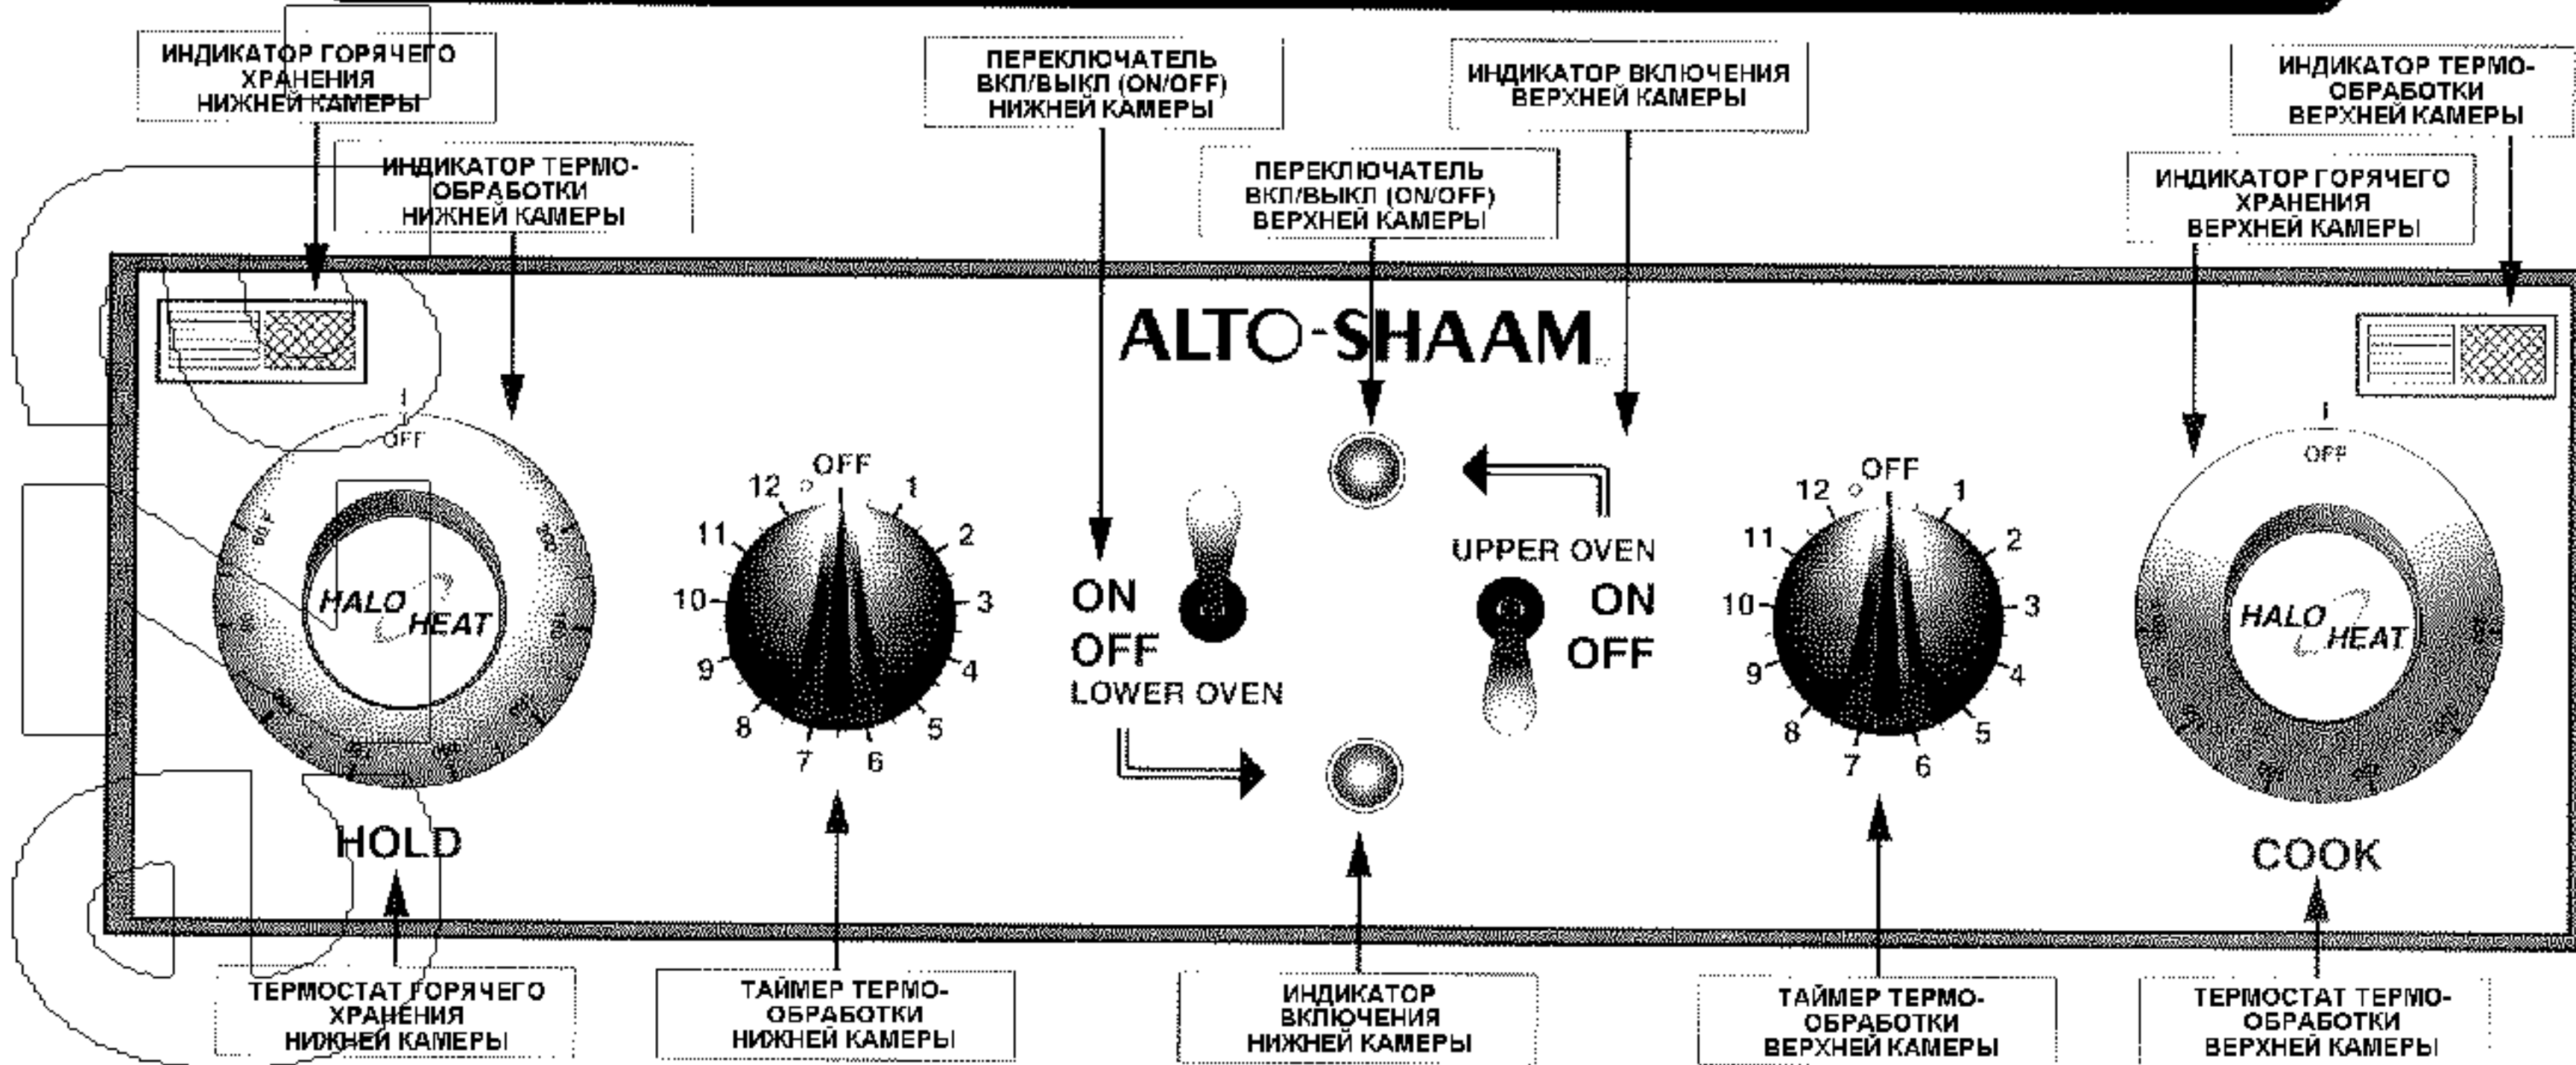 ИНДИКАТОР ГОРЯЧЕГО
ХРАНЕНИЯ
НИЖНЕЙ КАМЕРЫ
ИНДИКАТОР ТЕРМО-
ОБРАБОТКИ
НИЖНЕЙ КАМЕРЫ
ПЕРЕКЛЮЧАТЕЛЬ
ВКЛ/ВЫКЛ (ON/OFF)
НИЖНЕЙ КАМЕРЫ
ПЕРЕКЛЮЧАТЕЛЬ
ВКЛ/ВЫКЛ (ON/OFF)
ВЕРХНЕЙ КАМЕРЫ
ИНДИКАТОР ВКЛЮЧЕНИЯ
ВЕРХНЕЙ КАМЕРЫ
ИНДИКАТОР ГОРЯЧЕГО
ХРАНЕНИЯ
ВЕРХНЕЙ КАМЕРЫ
ИНДИКАТОР ТЕРМО-
ОБРАБОТКИ
ВЕРХНЕЙ КАМЕРЫ
ALTO-SHAAM
OFF
HALO HEAT
HOLD
OFF
1
2
3
4
5
6
7
8
9
10
11
12
ON
OFF
LOWER OVEN
UPPER OVEN
ON
OFF
OFF
1
2
3
4
5
6
7
8
9
10
11
12
OFF
HALO HEAT
COOK
ТЕРМОСТАТ ГОРЯЧЕГО
ХРАНЕНИЯ
НИЖНЕЙ КАМЕРЫ
ТАЙМЕР ТЕРМО-
ОБРАБОТКИ
НИЖНЕЙ КАМЕРЫ
ИНДИКАТОР
ВКЛЮЧЕНИЯ
НИЖНЕЙ КАМЕРЫ
ТАЙМЕР ТЕРМО-
ОБРАБОТКИ
ВЕРХНЕЙ КАМЕРЫ
ТЕРМОСТАТ ТЕРМО-
ОБРАБОТКИ
ВЕРХНЕЙ КАМЕРЫ